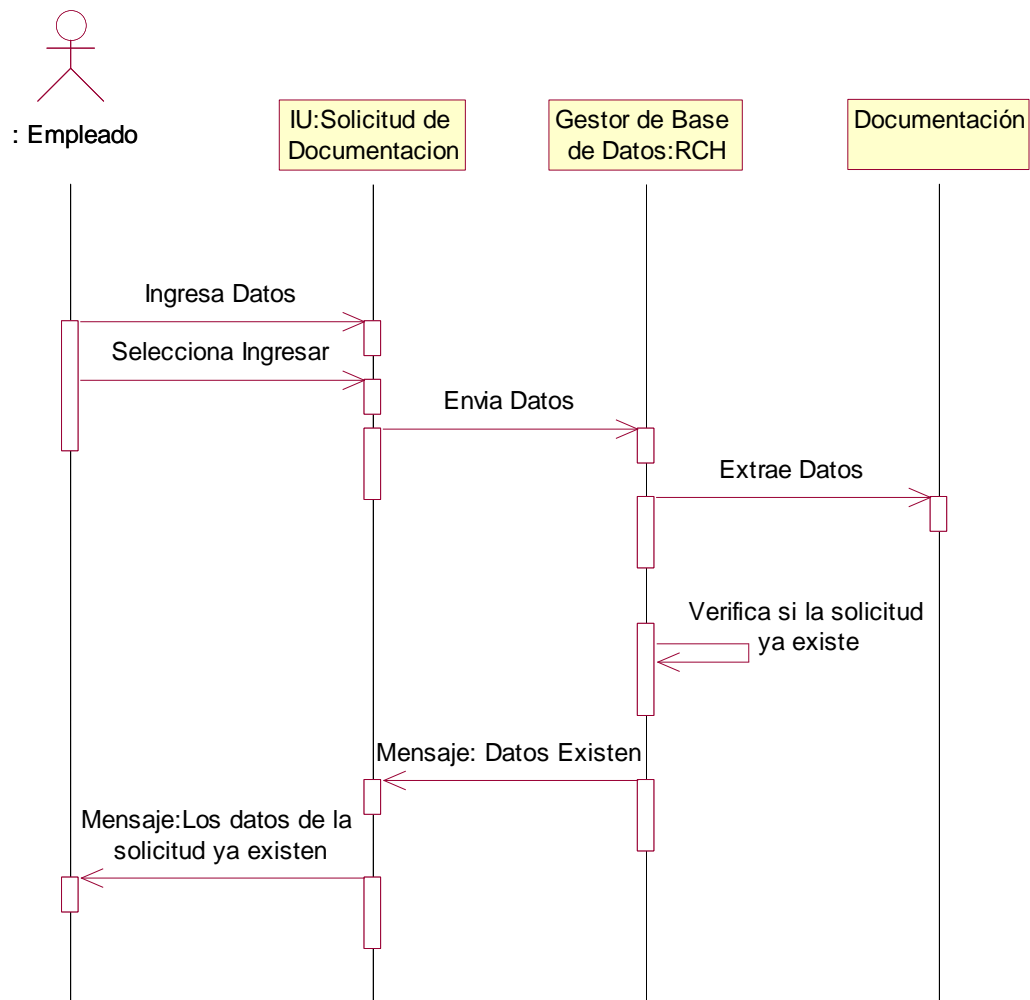 : Empleado
IU:Solicitud de
Documentacion
Gestor de Base
de Datos:RCH
Documentación
Ingresa Datos
Selecciona Ingresar
Envia Datos
Extrae Datos
Verifica si la solicitud
ya existe
Mensaje: Datos Existen
Mensaje:Los datos de la
solicitud ya existen